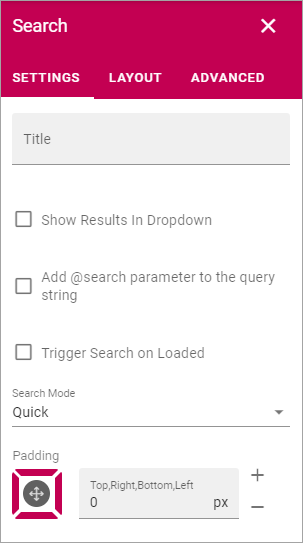 Search
SETTINGS LAYOUT ADVANCED
Title
Show Results In Dropdown
Add @search parameter to the query
string
Trigger Search on Loaded
Search Mode
Quick
Padding
Top,Right,Bottom,Left
0 px